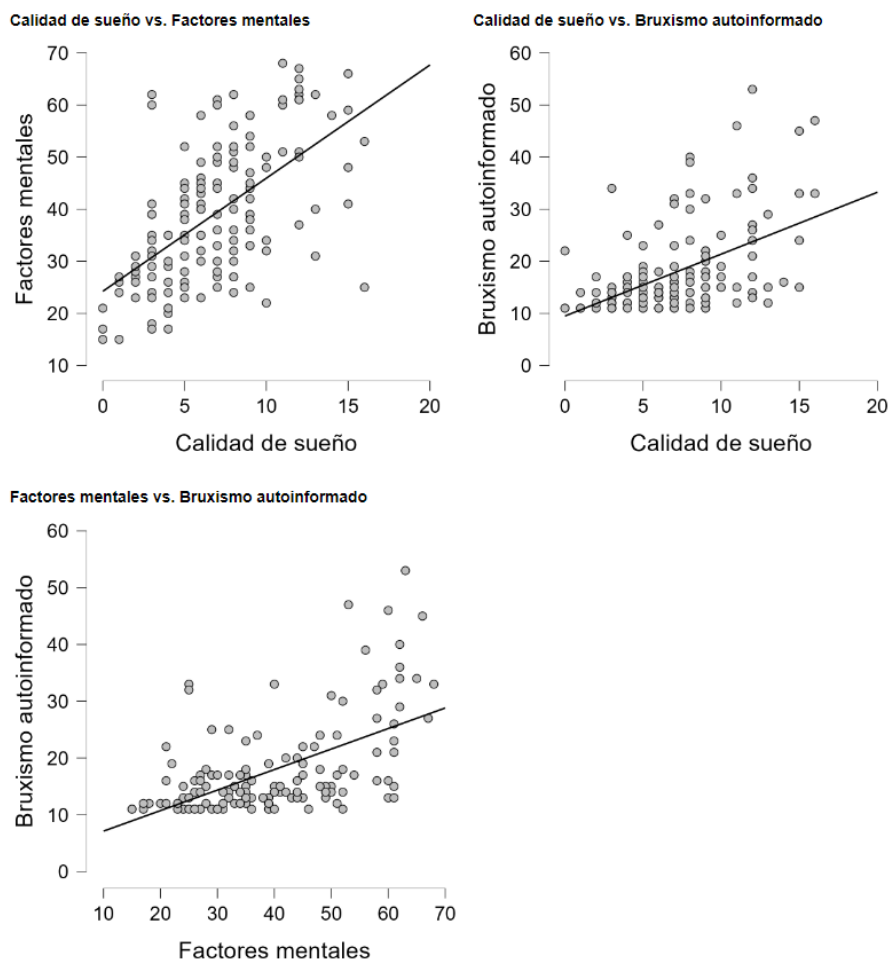 Calidad de sueño vs. Factores mentales
Calidad de sueño vs. Bruxismo autoinformado
70
60
50
40
30
20
10
Factores mentales
0 5 10 15 20
Calidad de sueño
60
50
40
30
20
10
0
Bruxismo autoinformado
0 5 10 15 20
Calidad de sueño
Factores mentales vs. Bruxismo autoinformado
60
50
40
30
20
10
0
Bruxismo autoinformado
10 20 30 40 50 60 70
Factores mentales